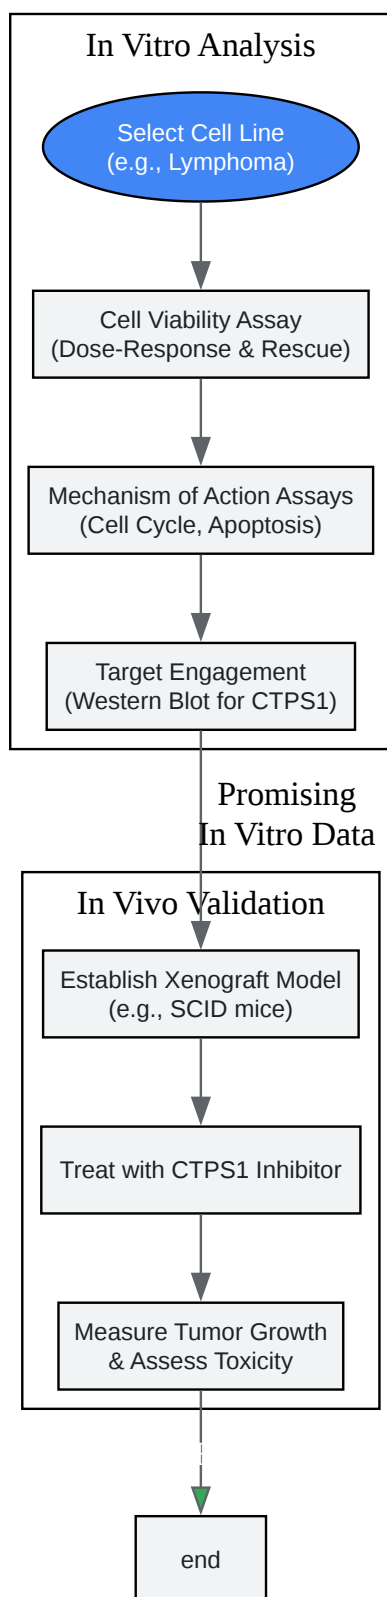 In Vitro Analysis
Select Cell Line
(e.g., Lymphoma)
Cell Viability Assay
(Dose-Response & Rescue)
Mechanism of Action Assays
(Cell Cycle, Apoptosis)
Target Engagement
(Western Blot for CTPS1)
Promising
In Vitro Data
In Vivo Validation
Establish Xenograft Model
(e.g., SCID mice)
Treat with CTPS1 Inhibitor
Measure Tumor Growth
& Assess Toxicity
end